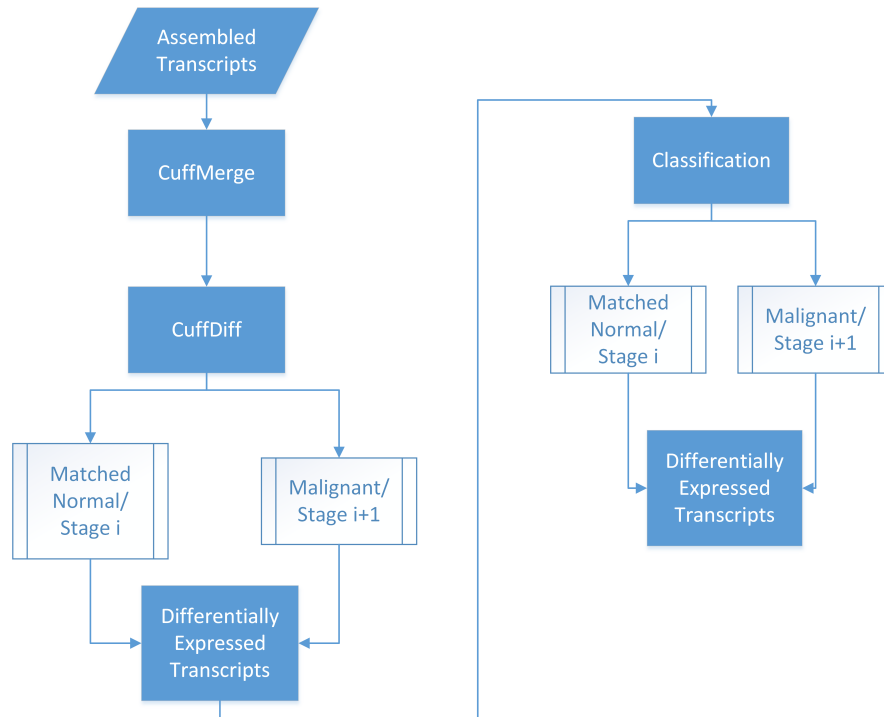 Assembled
Transcripts
CuffMerge
CuffDiff
Matched
Normal/
Stage i
Malignant/
Stage i+1
Differentially
Expressed
Transcripts
Classification
Matched
Normal/
Stage i
Malignant/
Stage i+1
Differentially
Expressed
Transcripts